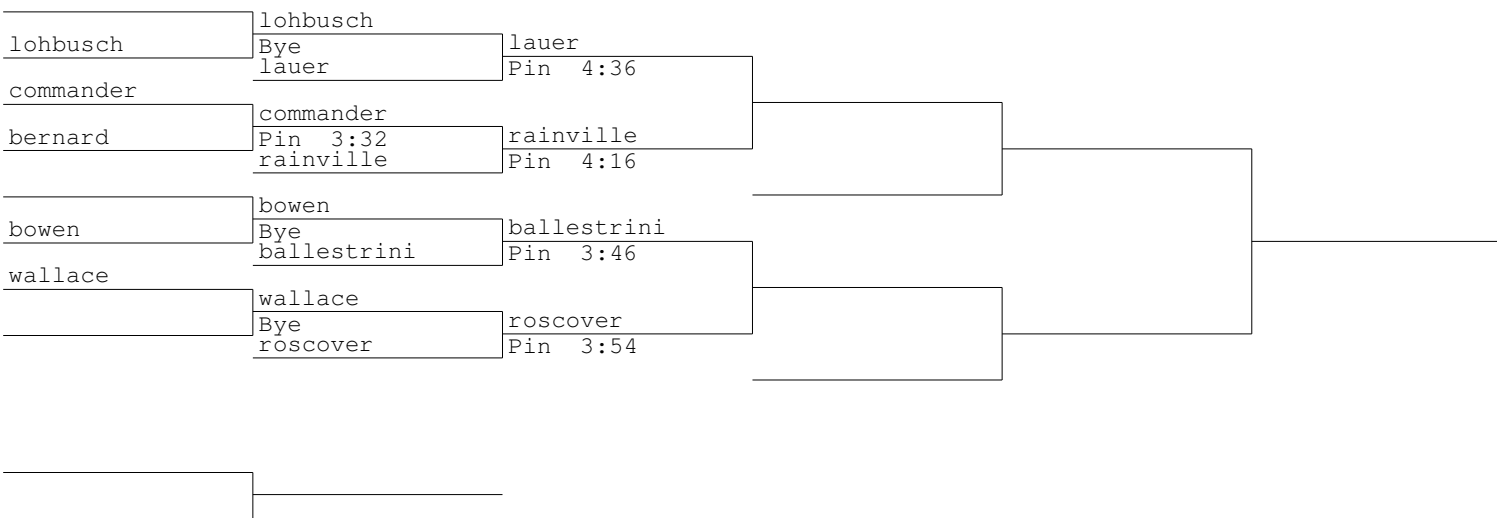 lohbusch
lohbusch
Bye
lauer
lauer
Pin 4:36
commander
bernard
commander
Pin 3:32
rainville
rainville
Pin 4:16
bowen
bowen
Bye
ballestrini
ballestrini
Pin 3:46
wallace
wallace
Bye
roscover
roscover
Pin 3:54